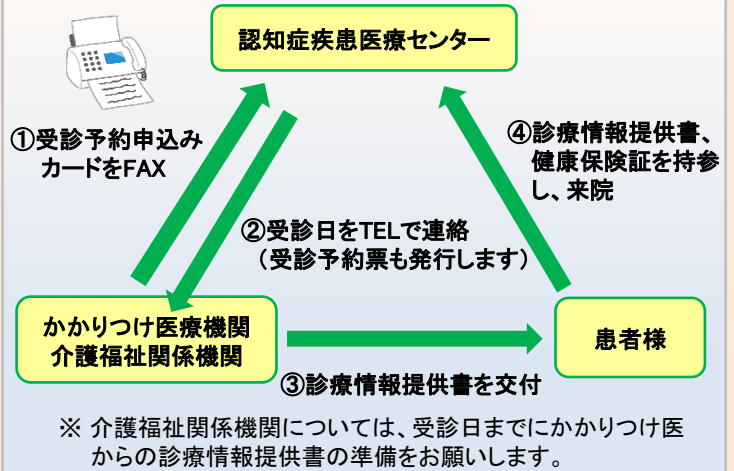 認知症疾患医療センター
①受診予約申込み
カードをFAX
④診療情報提供書、
健康保険証を持参
し、来院
②受診日をTELで連絡
（受診予約票も発行します）
かかりつけ医療機関
介護福祉関係機関
患者様
③診療情報提供書を交付
※ 介護福祉関係機関については、受診日までにかかりつけ医
からの診療情報提供書の準備をお願いします。